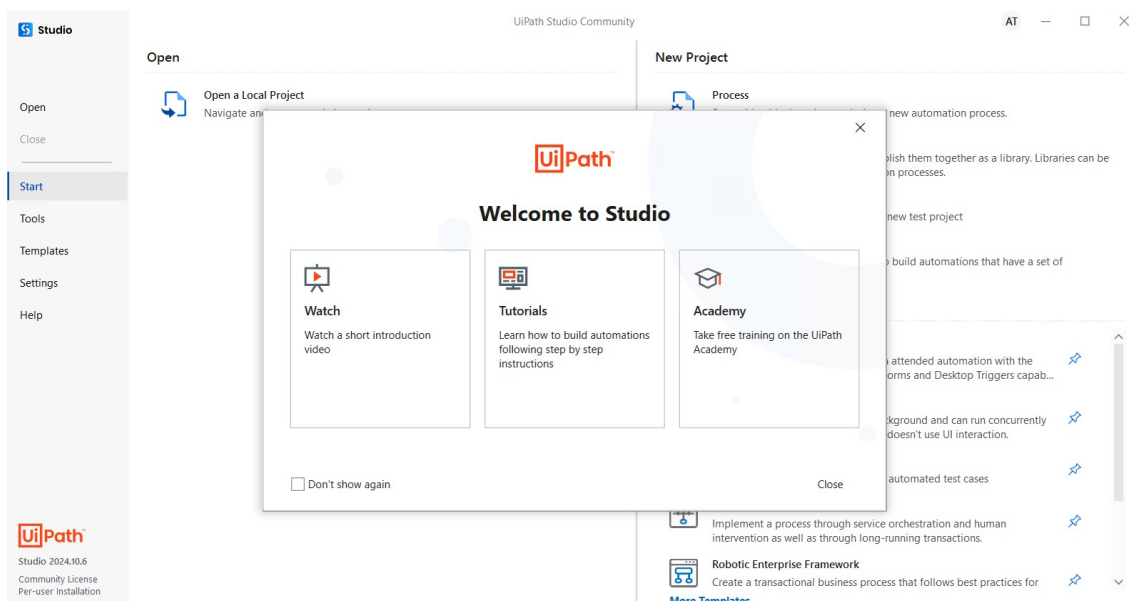 Studio
UiPath Studio Community
AT
Open
Close
Start
Tools
Templates
Settings
Help
UiPath
Studio 2024.10.6
Community License
Per-user Installation
Open
Open a Local Project
Navigate an
New Project
Process
new automation process.
lish them together as a library. Libraries can be
n processes.
new test project
build automations that have a set of
UiPath
Welcome to Studio
Watch
Watch a short introduction
video
Tutorials
Learn how to build automations
following step by step
instructions
Academy
Take free training on the UiPath
Academy
Don't show again
Close
attended automation with the
orms and Desktop Triggers capab...
kground and can run concurrently
doesn't use UI interaction.
automated test cases
Implement a process through service orchestration and human
intervention as well as through long-running transactions.
Robotic Enterprise Framework
Create a transactional business process that follows best practices for
More Templates